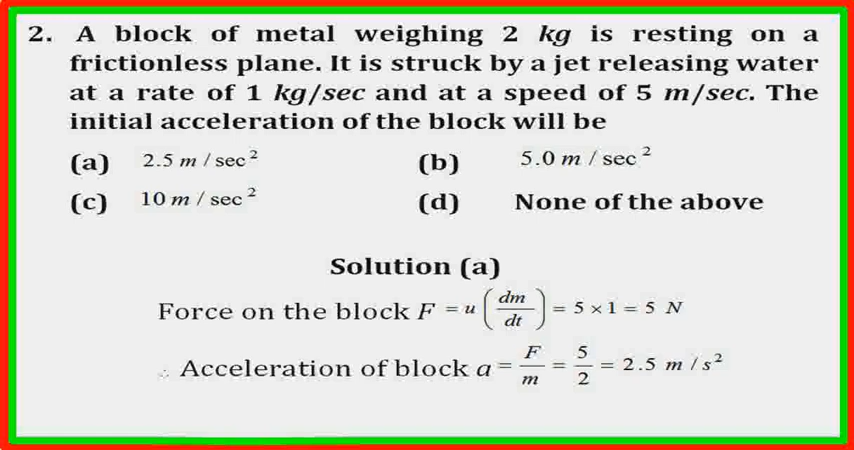 2. A block of metal weighing 2 kg is resting on a
frictionless plane. It is struck by a jet releasing water
at a rate of 1 kg/sec and at a speed of 5 m/sec. The
initial acceleration of the block will be
(a) 2.5 m / sec² (b) 5.0 m / sec²
(c) 10 m / sec² (d) None of the above
Solution (a)
Force on the block F = u (dm/dt) = 5 × 1 = 5 N
∴ Acceleration of block a = F/m = 5/2 = 2.5 m / s²